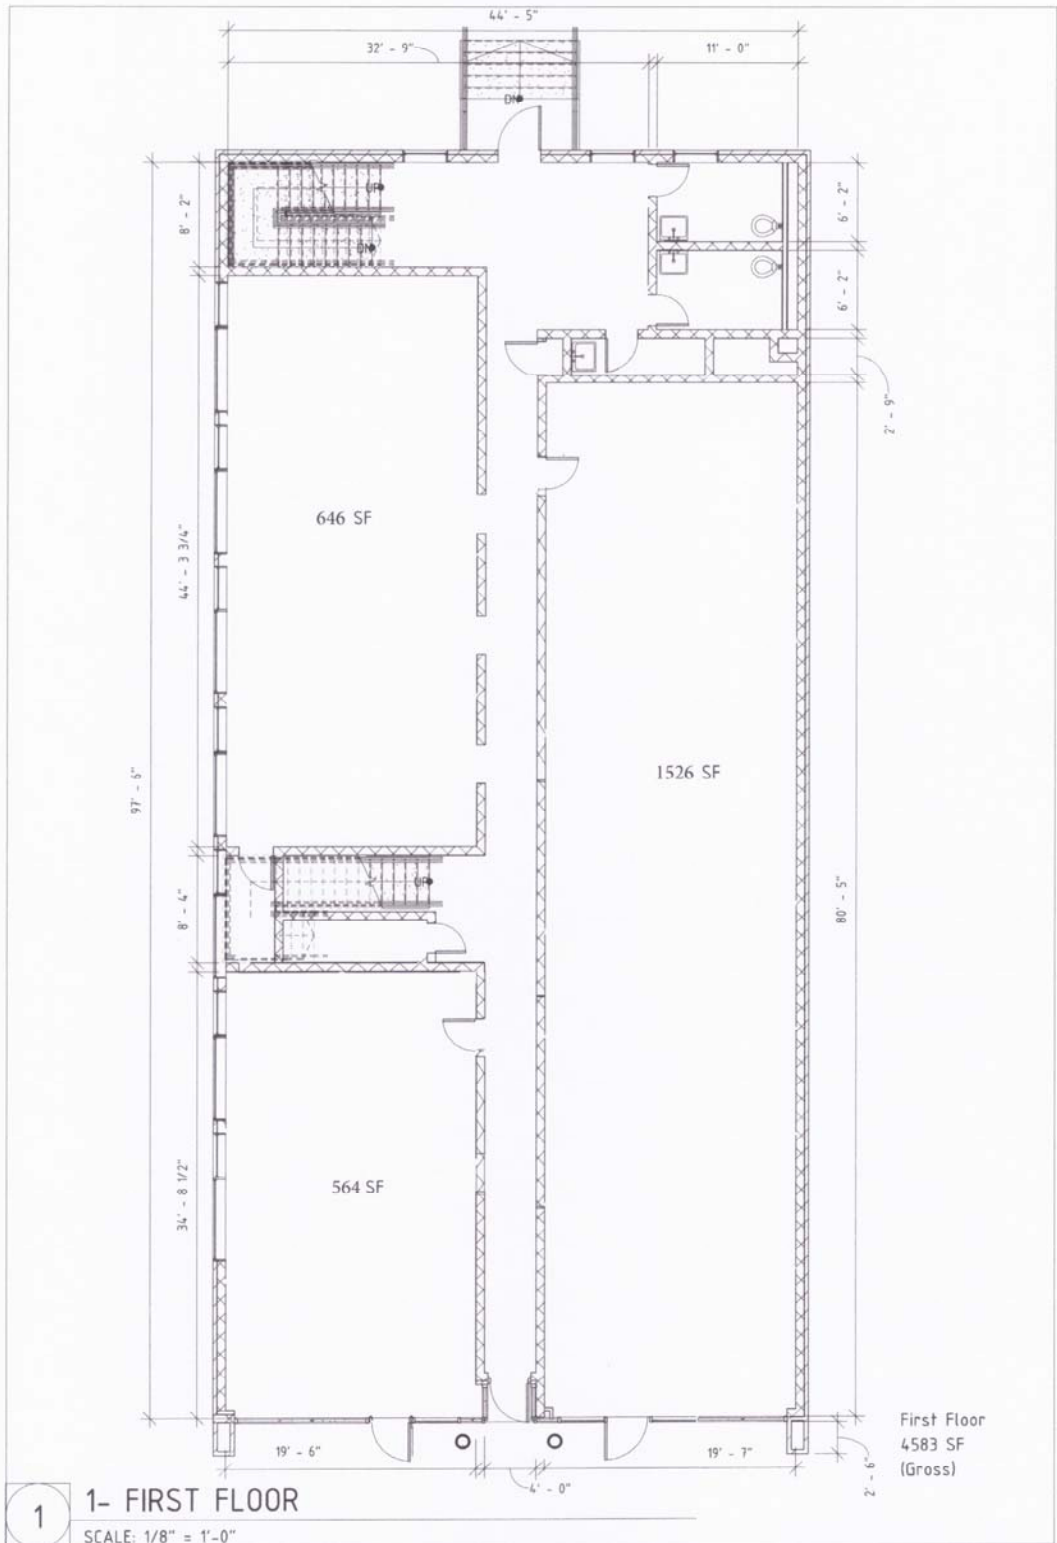 44' - 5"
32' - 9"
11' - 0"
DN
UP
DN
8' - 2"
6' - 2"
6' - 2"
2' - 9"
646 SF
44' - 3 3/4"
1526 SF
97' - 6"
UP
8' - 4"
80' - 5"
564 SF
34' - 8 1/2"
First Floor
4583 SF
(Gross)
19' - 6"
19' - 7"
4' - 0"
2' - 6"
1
1- FIRST FLOOR
SCALE: 1/8" = 1'-0"